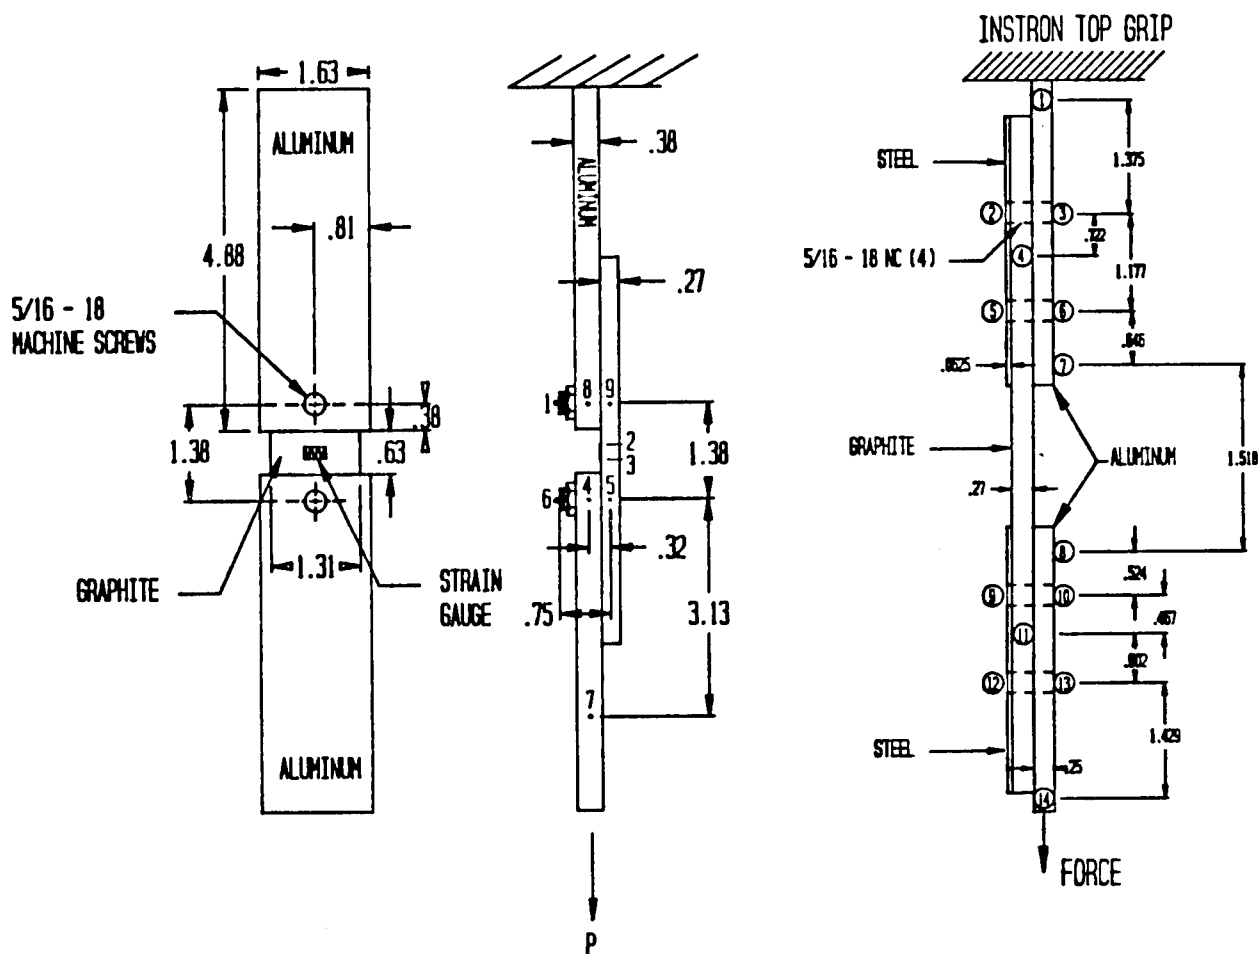 1.63
ALUMINUM
.81
4.88
5/16 - 18
MACHINE SCREWS
.38
1.38
.63
1.31
GRAPHITE
STRAIN
GAUGE
ALUMINUM
.38
ALUMINUM
.27
8 9
1
2
1.38
3
4 5
6
.32
.75
3.13
7
P
INSTRON TOP GRIP
1
STEEL
1.375
2 3
.322
5/16 - 18 NC (4)
4
1.177
5 6
.646
.0625
7
GRAPHITE
ALUMINUM
1.518
.27
8
.524
9 10
.467
11
.602
12 13
1.429
STEEL
.25
14
FORCE